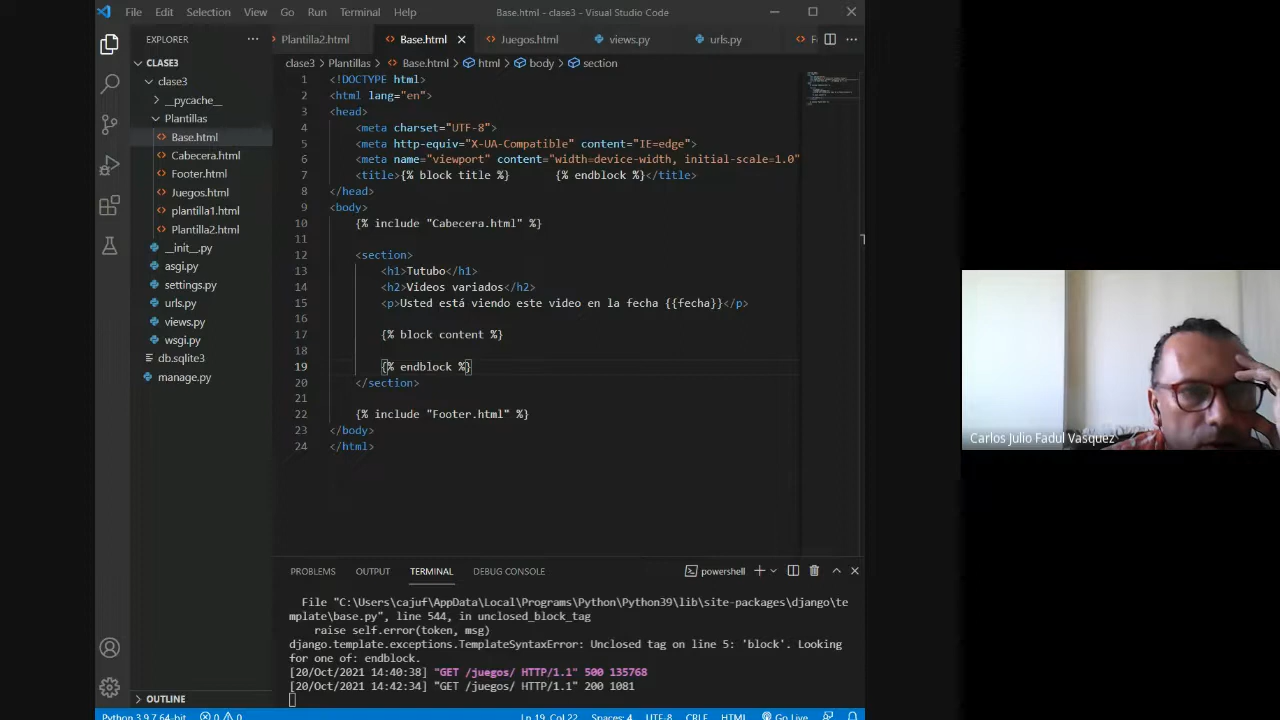 File Edit Selection View Go Run Terminal Help
Base.html - clase3 - Visual Studio Code
EXPLORER
Plantilla2.html Base.html Juegos.html views.py urls.py
CLASE3
clase3
__pycache__
Plantillas
Base.html
Cabecera.html
Footer.html
Juegos.html
plantilla1.html
Plantilla2.html
__init__.py
asgi.py
settings.py
urls.py
views.py
wsgi.py
db.sqlite3
manage.py
OUTLINE
clase3 > Plantillas > Base.html > html > body > section
1 <!DOCTYPE html>
2 <html lang="en">
3 <head>
4 <meta charset="UTF-8">
5 <meta http-equiv="X-UA-Compatible" content="IE=edge">
6 <meta name="viewport" content="width=device-width, initial-scale=1.0"
7 <title>{% block title %} {% endblock %}</title>
8 </head>
9 <body>
10 {% include "Cabecera.html" %}
11
12 <section>
13 <h1>Tutubo</h1>
14 <h2>Videos variados</h2>
15 <p>Usted está viendo este video en la fecha {{fecha}}</p>
16
17 {% block content %}
18
19 {% endblock %}
20 </section>
21
22 {% include "Footer.html" %}
23 </body>
24 </html>
PROBLEMS OUTPUT TERMINAL DEBUG CONSOLE
powershell
File "C:\Users\cajuf\AppData\Local\Programs\Python\Python39\lib\site-packages\django\te
mplate\base.py", line 544, in unclosed_block_tag
raise self.error(token, msg)
django.template.exceptions.TemplateSyntaxError: Unclosed tag on line 5: 'block'. Looking
for one of: endblock.
[20/Oct/2021 14:40:38] "GET /juegos/ HTTP/1.1" 500 135768
[20/Oct/2021 14:42:34] "GET /juegos/ HTTP/1.1" 200 1081
Python 3.9.7 64-bit 0 0 Ln 19, Col 22 Spaces: 4 UTF-8 CRLF HTML Go Live
Carlos Julio Fadul Vasquez